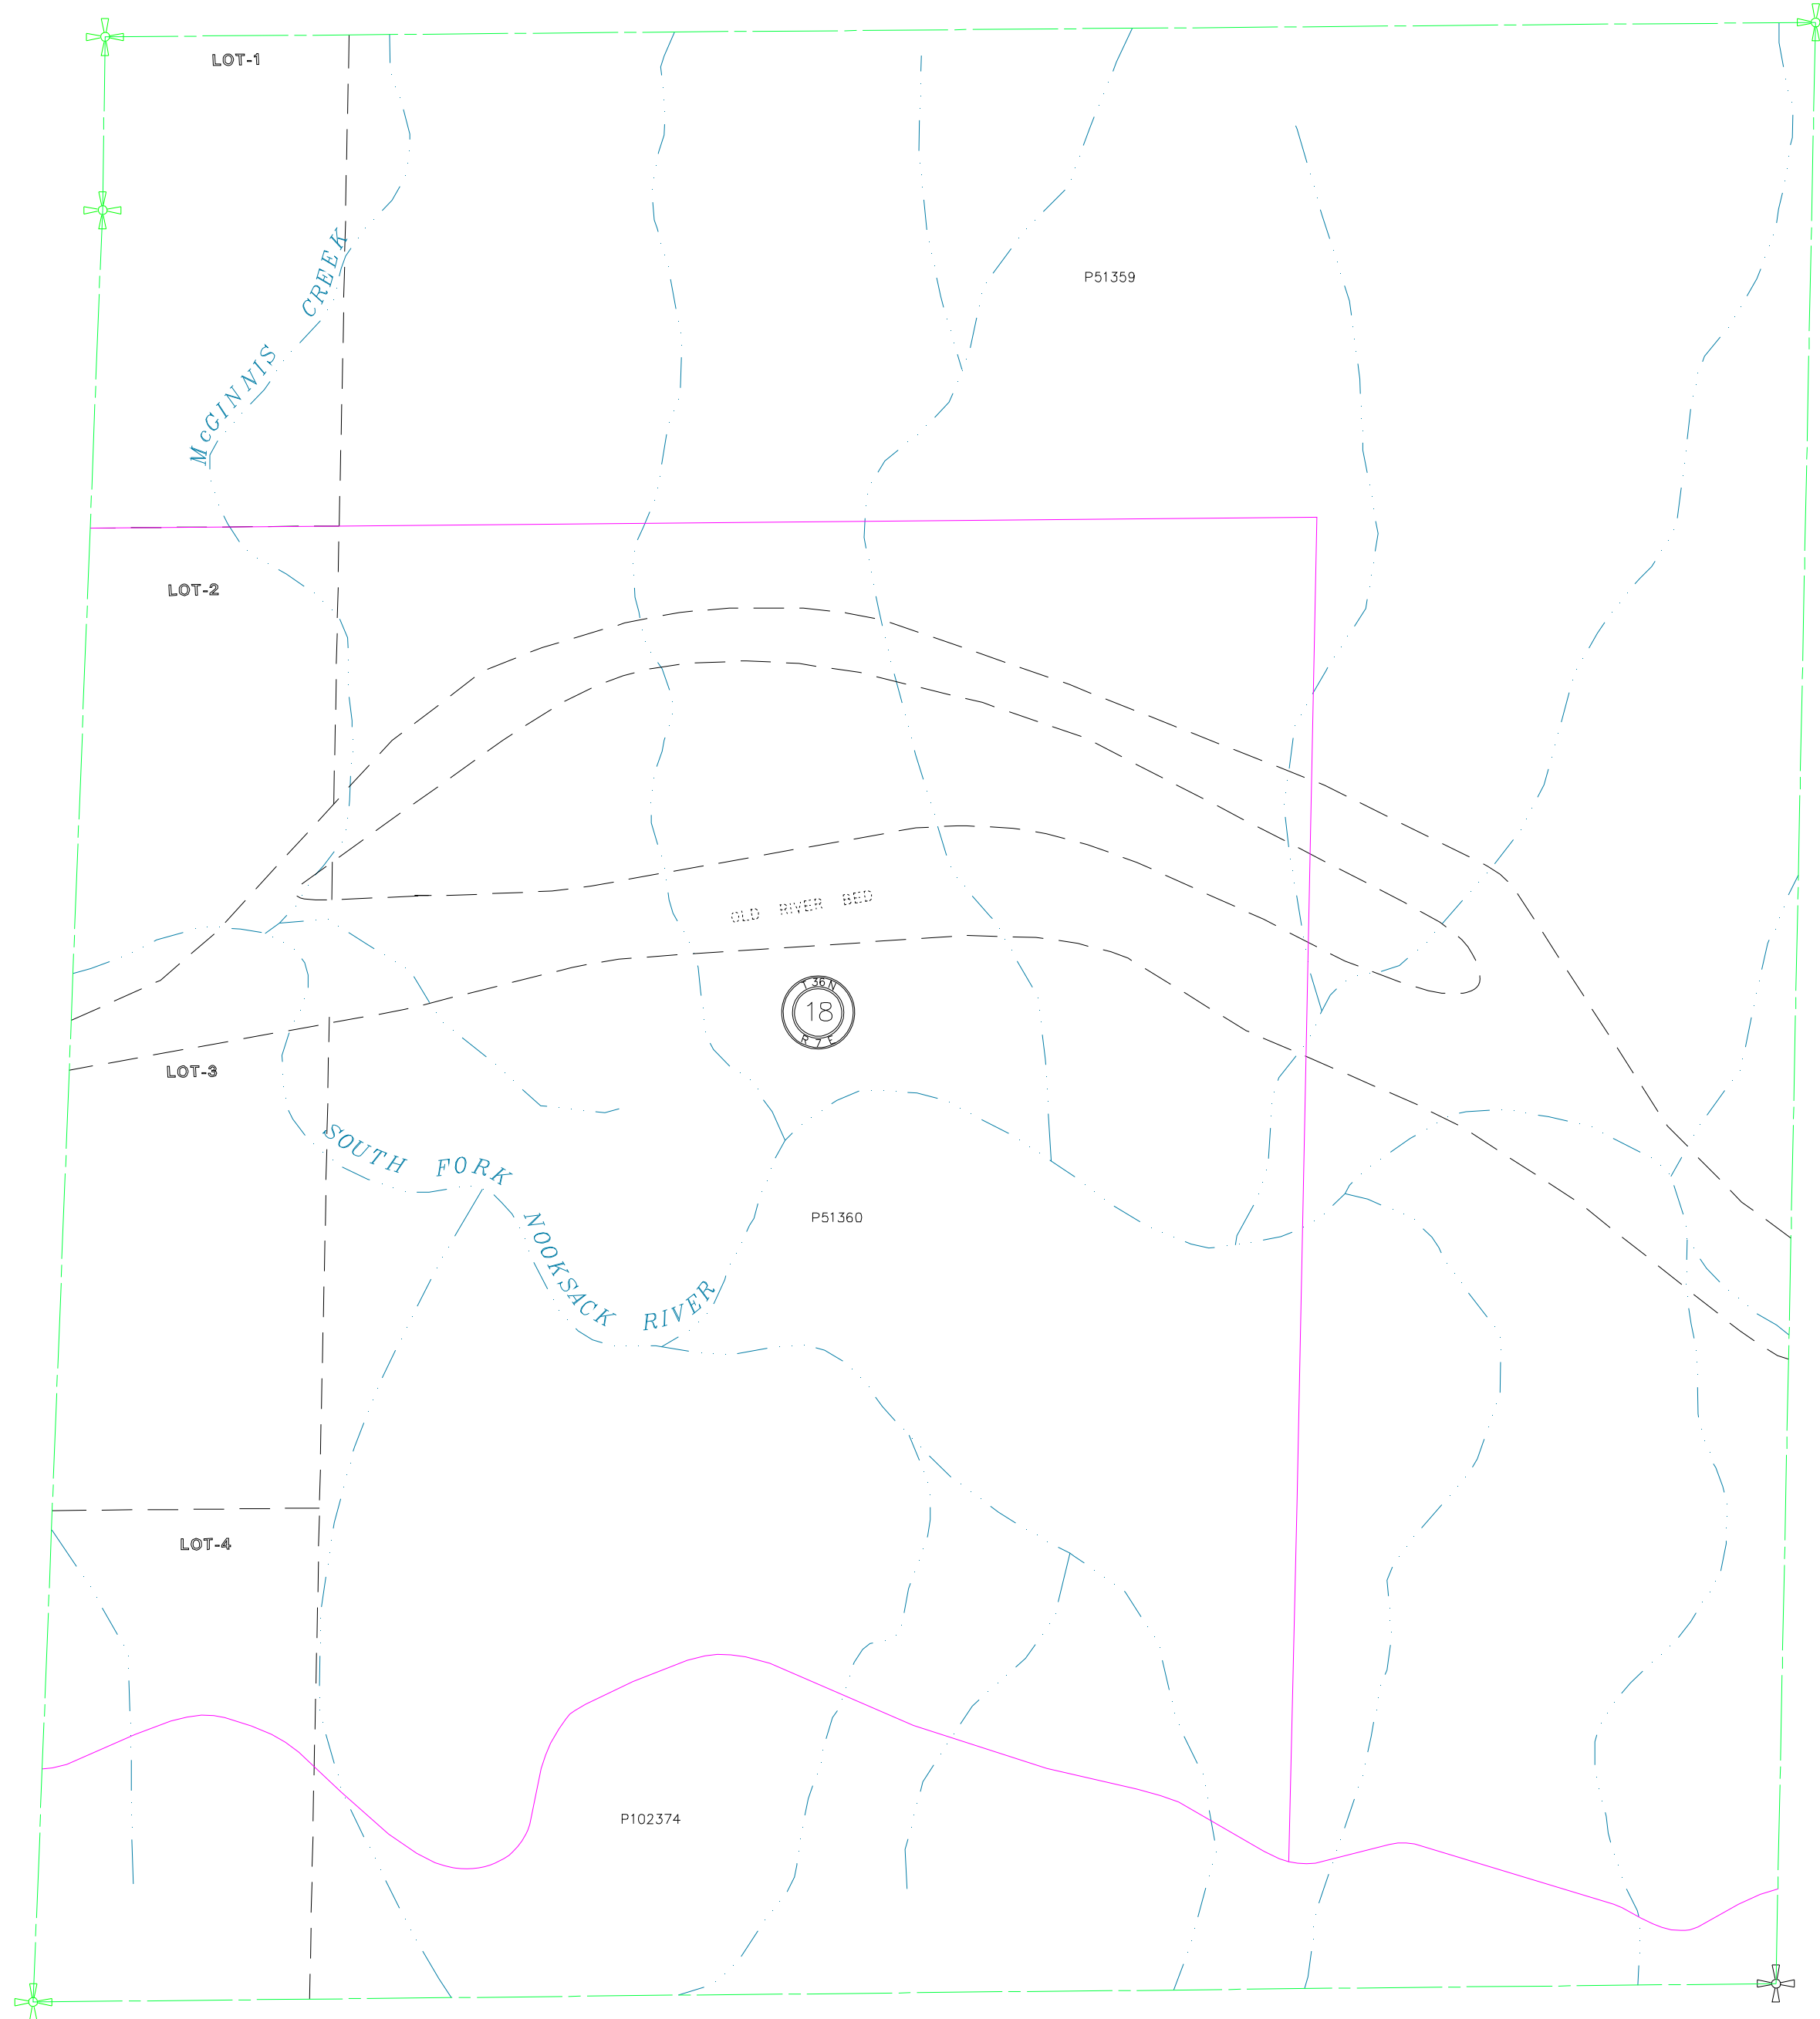 LOT-1
McGINNIS CREEK
P51359
LOT-2
OLD RIVER BED
T 36 N
18
R 7 E
LOT-3
SOUTH FORK NOOKSACK RIVER
P51360
LOT-4
P102374